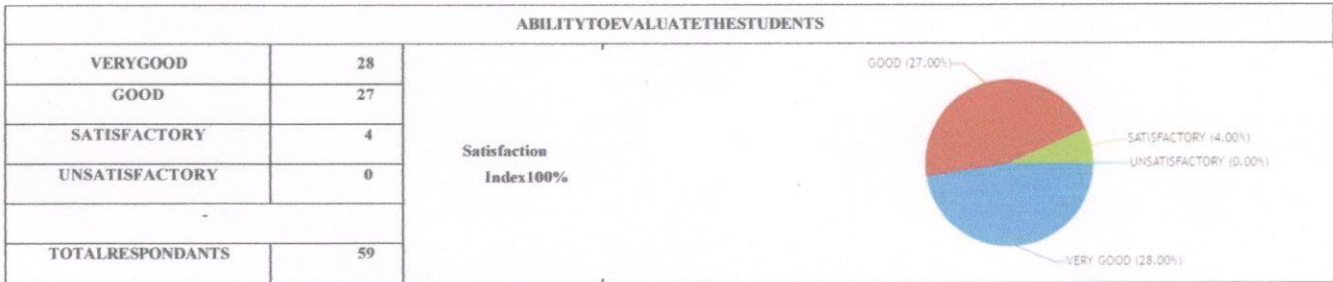 ABILITYTOEVALUATETHESTUDENTS
VERYGOOD 28
GOOD 27
SATISFACTORY 4
UNSATISFACTORY 0
-
TOTALRESPONDANTS 59
Satisfaction
Index100%
GOOD (27.00%)
SATISFACTORY (4.00%)
UNSATISFACTORY (0.00%)
VERY GOOD (28.00%)